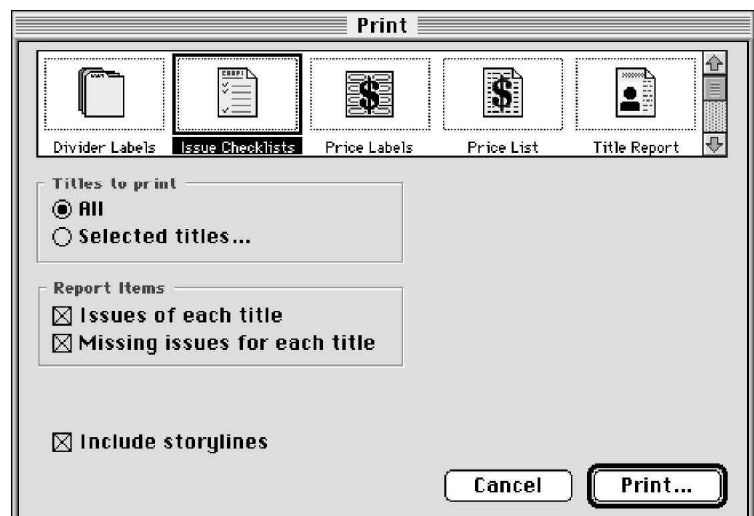 Print
Divider Labels
Issue Checklists
Price Labels
Price List
Title Report
Titles to print
All
Selected titles...
Report Items
Issues of each title
Missing issues for each title
Include storylines
Cancel
Print...